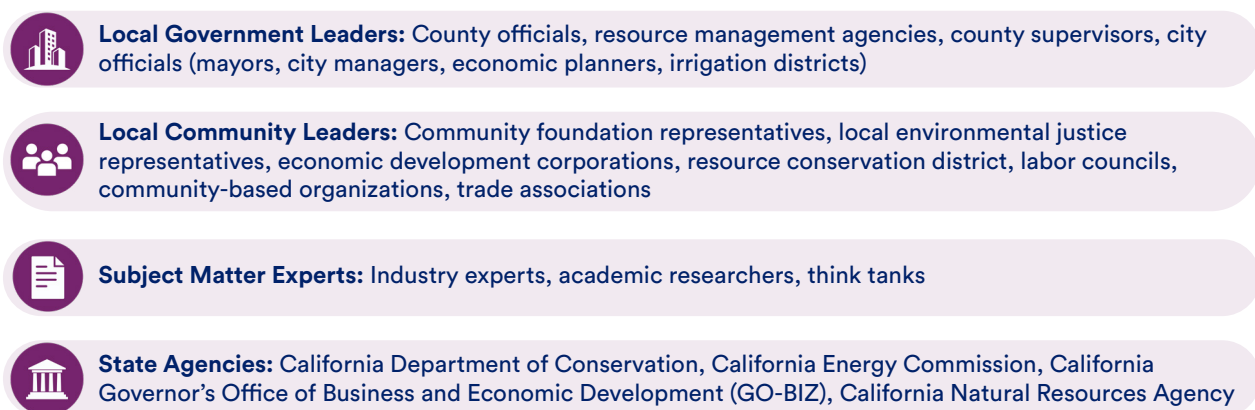 Local Government Leaders: County officials, resource management agencies, county supervisors, city
officials (mayors, city managers, economic planners, irrigation districts)
Local Community Leaders: Community foundation representatives, local environmental justice
representatives, economic development corporations, resource conservation district, labor councils,
community-based organizations, trade associations
Subject Matter Experts: Industry experts, academic researchers, think tanks
State Agencies: California Department of Conservation, California Energy Commission, California
Governor’s Office of Business and Economic Development (GO-BIZ), California Natural Resources Agency